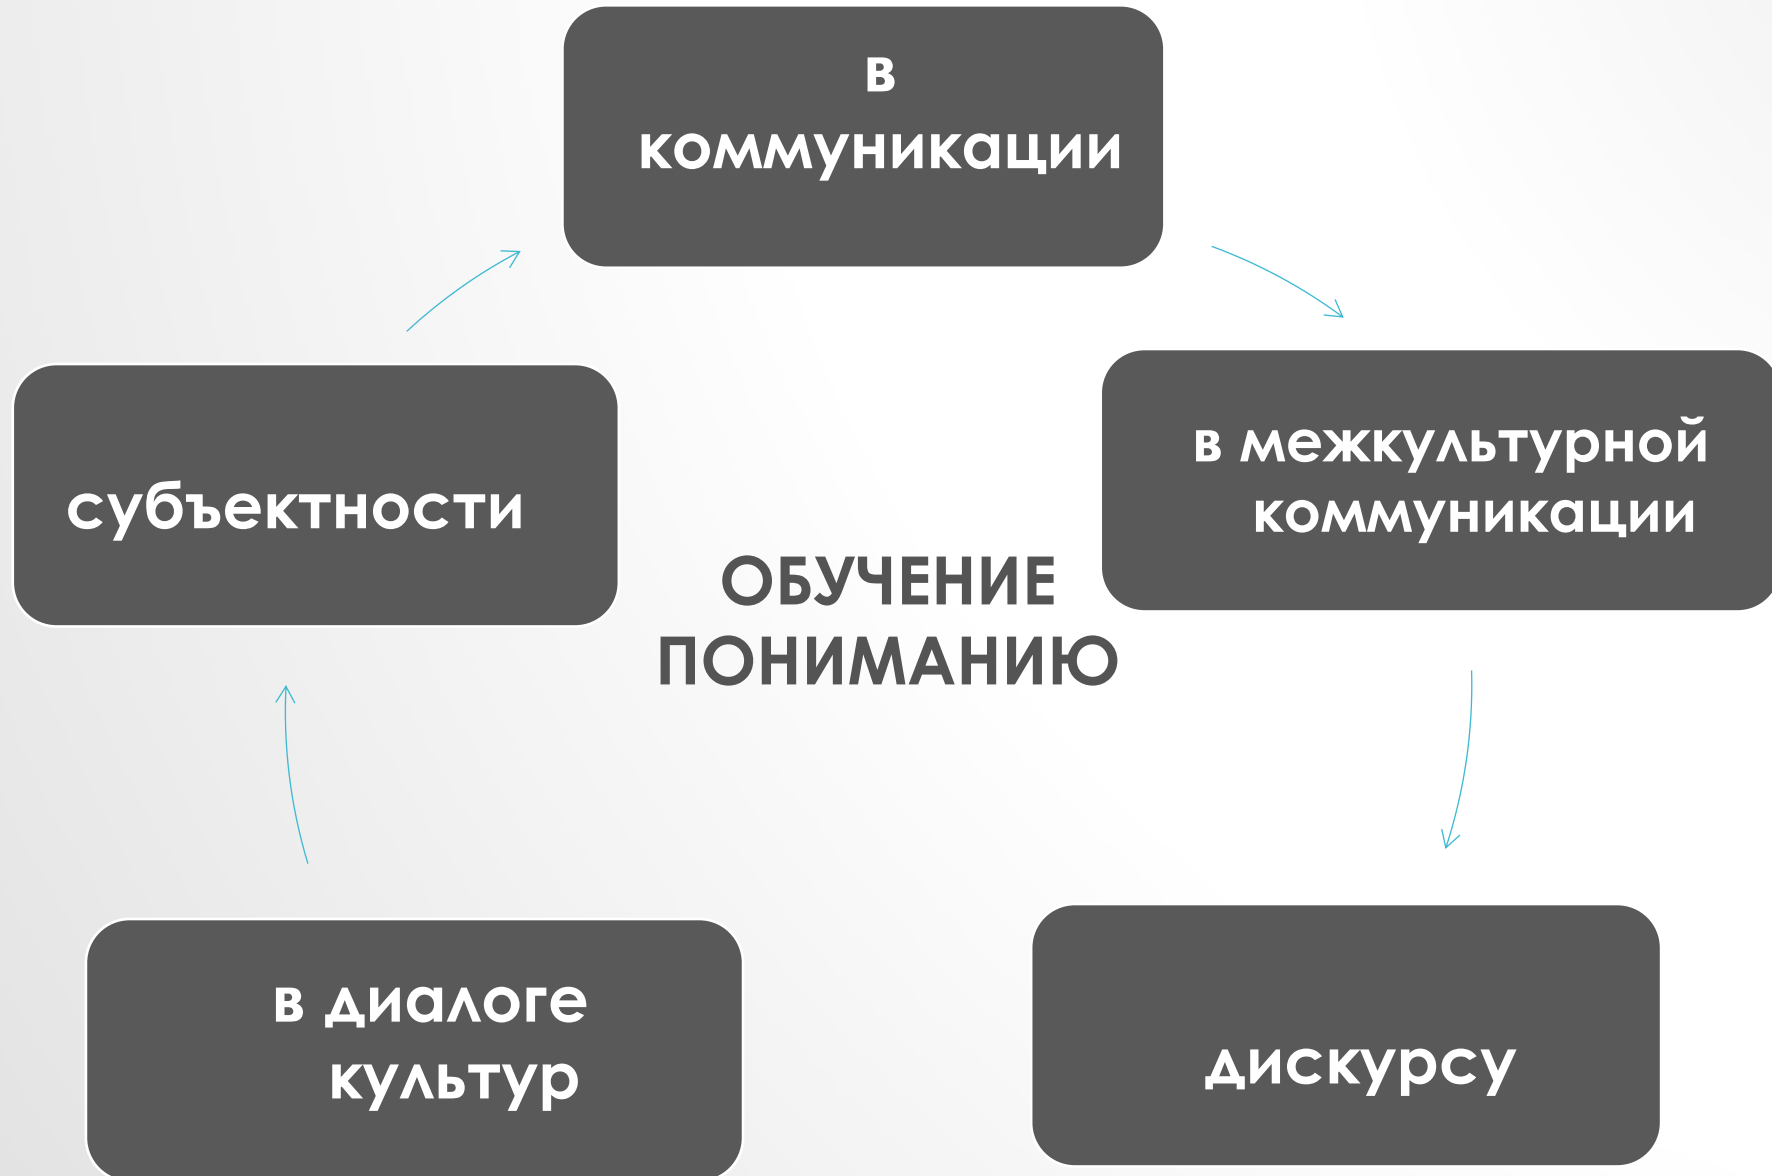 в
коммуникации
в межкультурной
коммуникации
субъектности
ОБУЧЕНИЕ
ПОНИМАНИЮ
в диалоге
культур
дискурсу